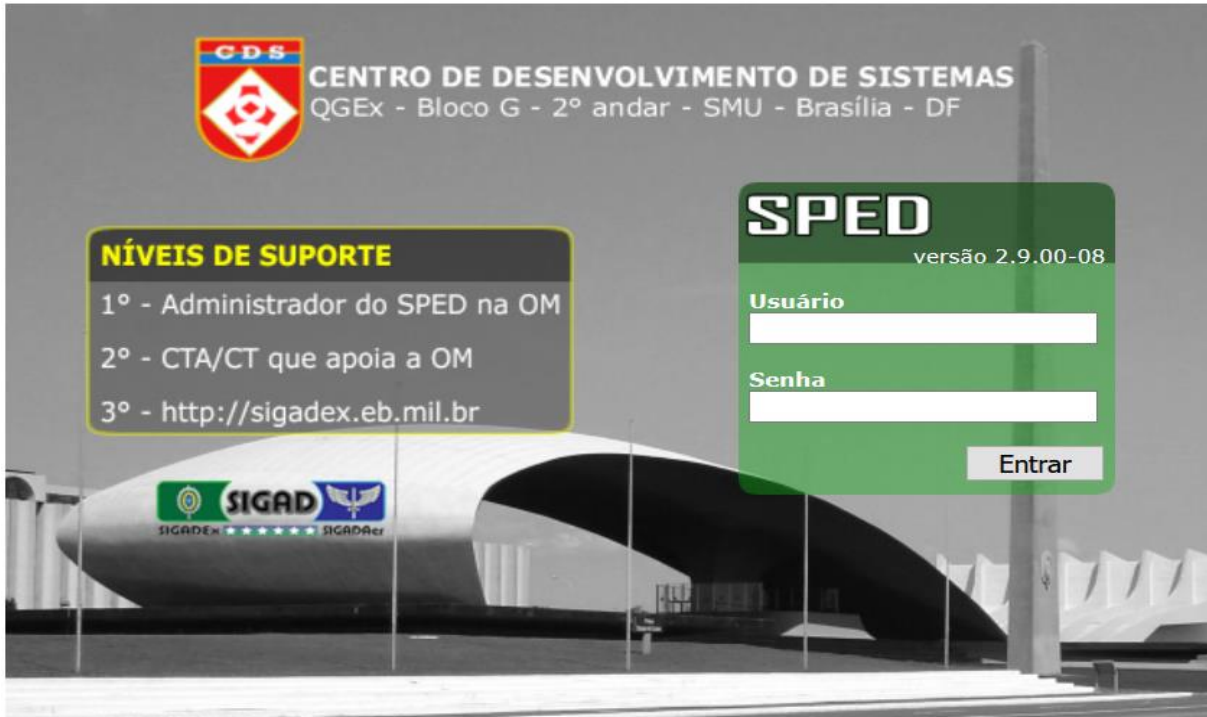 CDS
CENTRO DE DESENVOLVIMENTO DE SISTEMAS
QGEx - Bloco G - 2º andar - SMU - Brasília - DF
SPED
versão 2.9.00-08
NÍVEIS DE SUPORTE
1º - Administrador do SPED na OM
2º - CTA/CT que apoia a OM
3º - http://sigadex.eb.mil.br
Usuário
Senha
Entrar
SIGAD
SIGADEx SIGADAer